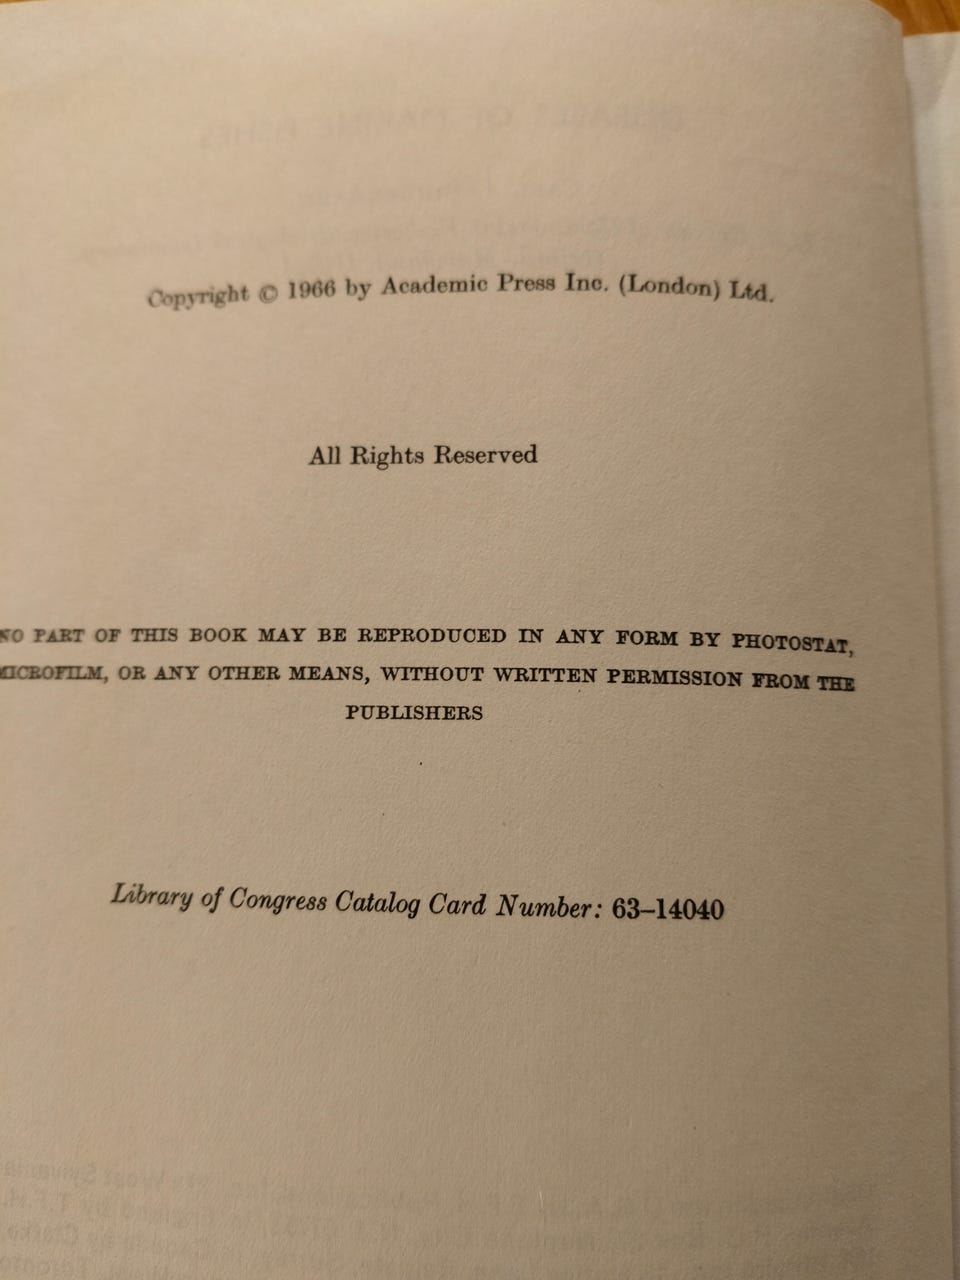 Copyright © 1966 by Academic Press Inc. (London) Ltd.
All Rights Reserved
NO PART OF THIS BOOK MAY BE REPRODUCED IN ANY FORM BY PHOTOSTAT,
MICROFILM, OR ANY OTHER MEANS, WITHOUT WRITTEN PERMISSION FROM THE
PUBLISHERS
Library of Congress Catalog Card Number: 63–14040